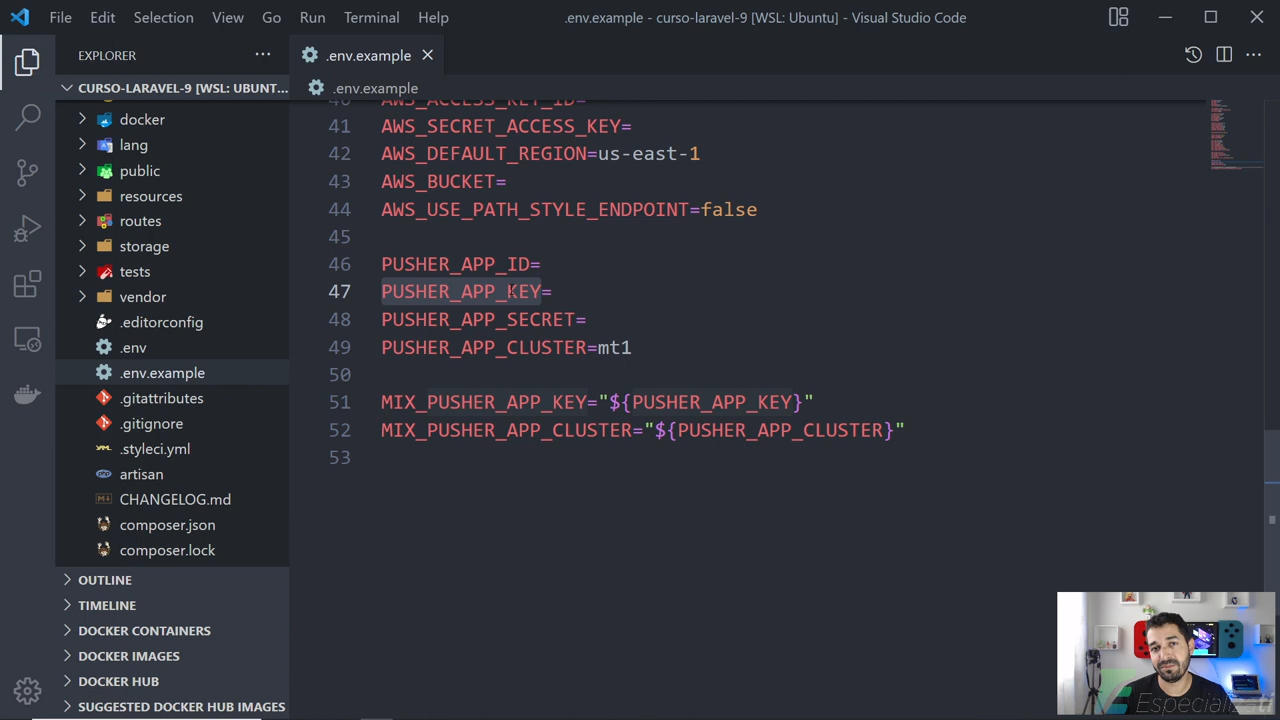 File Edit Selection View Go Run Terminal Help
.env.example - curso-laravel-9 [WSL: Ubuntu] - Visual Studio Code
EXPLORER
.env.example
CURSO-LARAVEL-9 [WSL: UBUNT...
.env.example
docker
lang
public
resources
routes
storage
tests
vendor
.editorconfig
.env
.env.example
.gitattributes
.gitignore
.styleci.yml
artisan
CHANGELOG.md
composer.json
composer.lock
OUTLINE
TIMELINE
DOCKER CONTAINERS
DOCKER IMAGES
DOCKER HUB
SUGGESTED DOCKER HUB IMAGES
40 AWS_ACCESS_KEY_ID=
41 AWS_SECRET_ACCESS_KEY=
42 AWS_DEFAULT_REGION=us-east-1
43 AWS_BUCKET=
44 AWS_USE_PATH_STYLE_ENDPOINT=false
45
46 PUSHER_APP_ID=
47 PUSHER_APP_KEY=
48 PUSHER_APP_SECRET=
49 PUSHER_APP_CLUSTER=mt1
50
51 MIX_PUSHER_APP_KEY="${PUSHER_APP_KEY}"
52 MIX_PUSHER_APP_CLUSTER="${PUSHER_APP_CLUSTER}"
53
Especializati